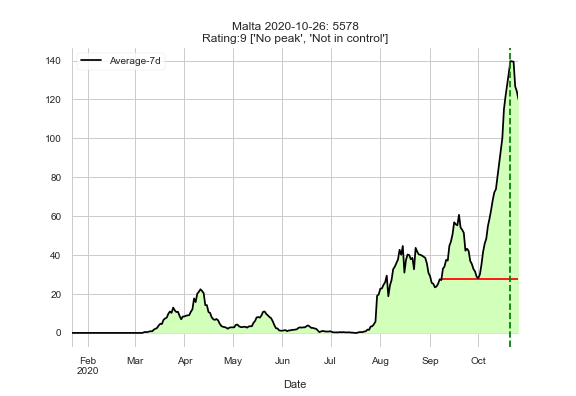 Malta 2020-10-26: 5578
Rating:9 ['No peak', 'Not in control']
Average-7d
140
120
100
80
60
40
20
0
Feb Mar Apr May Jun Jul Aug Sep Oct
2020
Date